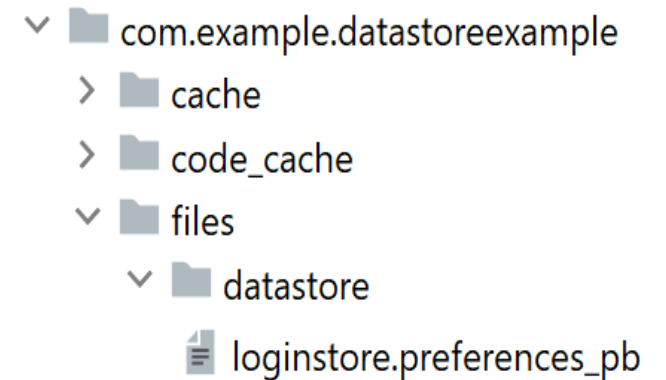 com.example.datastoreexample
cache
code_cache
files
datastore
loginstore.preferences_pb